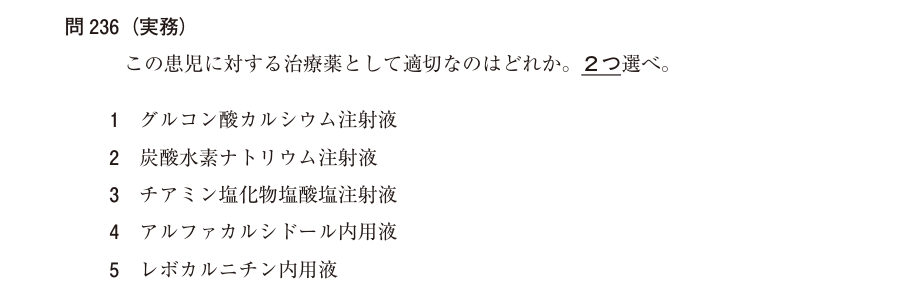 問 236（実務）
この患児に対する治療薬として適切なのはどれか。２つ選べ。
1 グルコン酸カルシウム注射液
2 炭酸水素ナトリウム注射液
3 チアミン塩化物塩酸塩注射液
4 アルファカルシドール内用液
5 レボカルニチン内用液